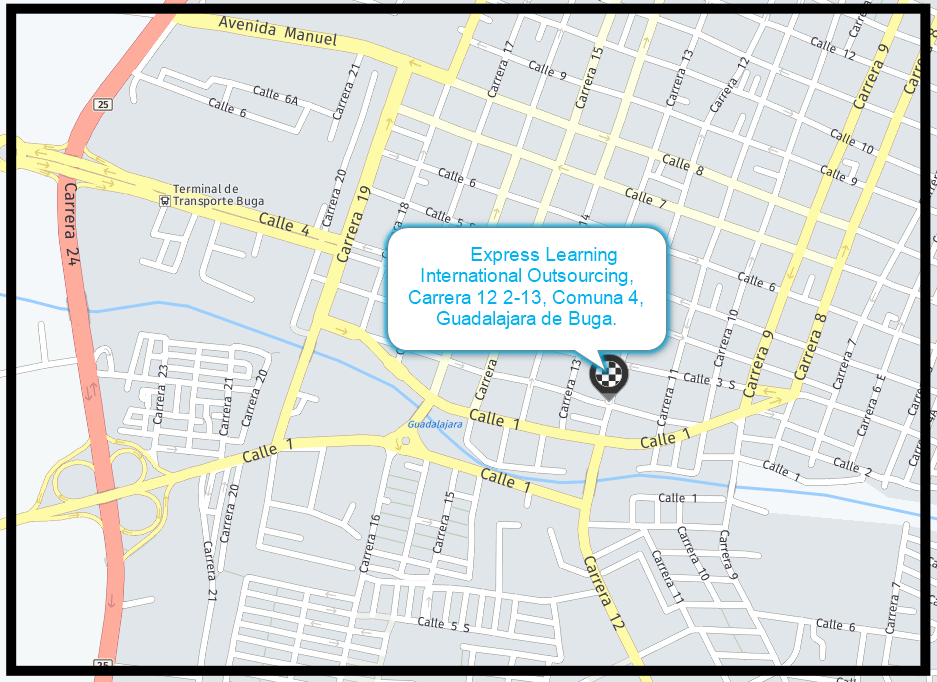 Avenida Manuel
Carrera 17
Carrera 15
Carrera 13
Carrera 12
Calle 12
Carrera 9
Calle 9
Carrera 21
Calle 6A
Calle 6
25
Calle 10
Calle 8
Calle 9
Calle 6
Calle 7
Terminal de
Transporte Buga
Carrera 20
Carrera 19
Carrera 24
Calle 4
18
Calle 5
14
Express Learning
International Outsourcing,
Carrera 12 2-13, Comuna 4,
Guadalajara de Buga.
Calle 6
Carrera 10
Carrera 9
Carrera 8
Carrera 7
Carrera 6 E
Calle 3 S
Carrera 23
Carrera 21
Carrera 20
Carrera
Carrera 13
Carrera 11
Guadalajara
Calle 1
Calle 1
Calle 1
Calle 1
Calle 1
Calle 2
Calle 1
Carrera 20
Carrera 21
Carrera 16
Carrera 15
Carrera 12
Carrera 11
Carrera 10
Carrera 9
Carrera 7
Calle 5 S
Calle 6
25